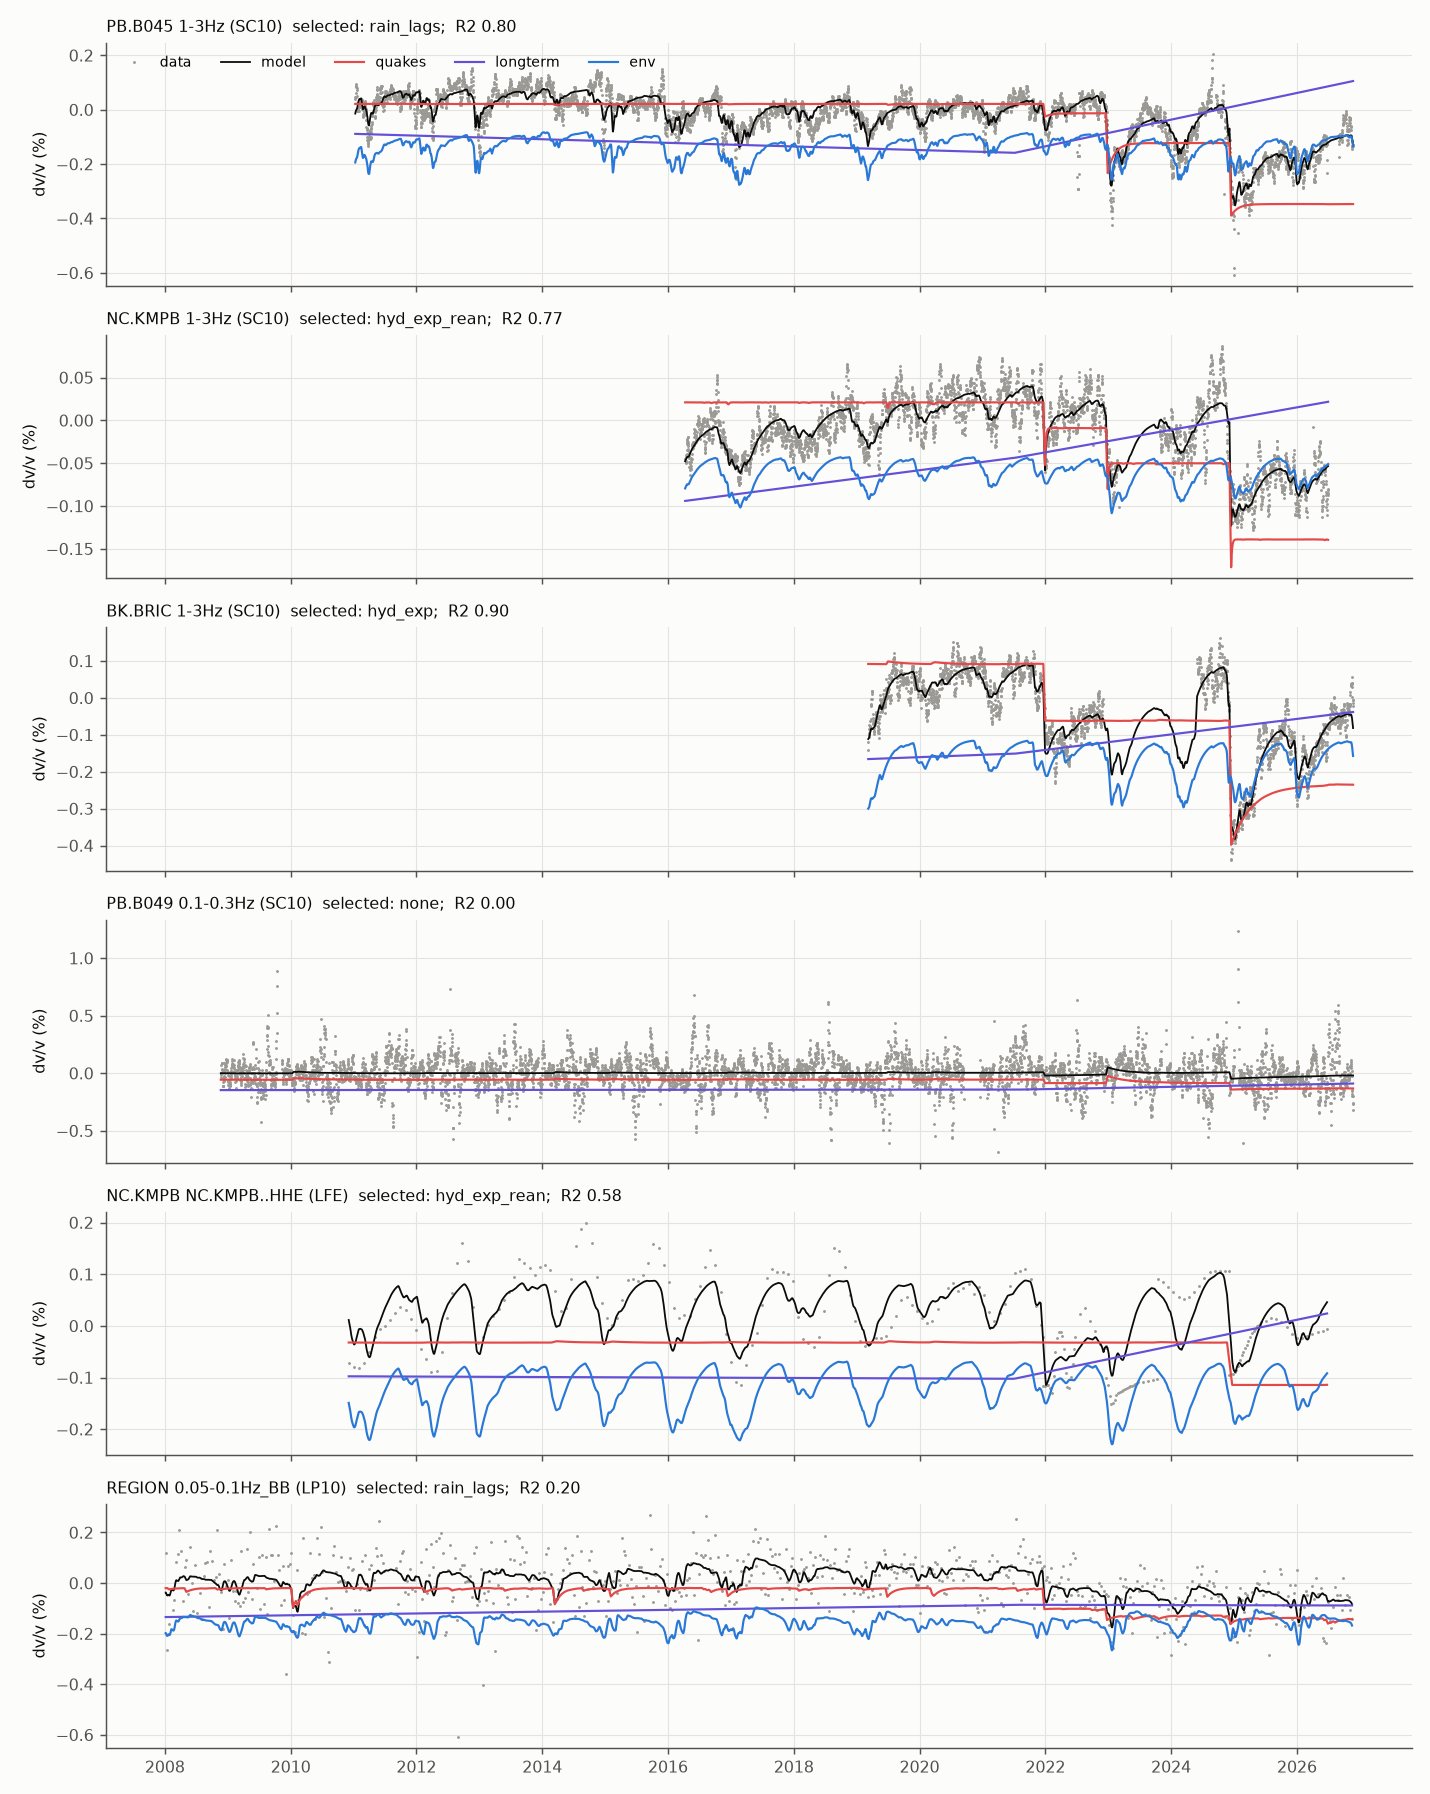 PB.B045 1-3Hz (SC10)  selected: rain_lags;  R2 0.80
data model quakes longterm env
0.2
0.0
−0.2
−0.4
−0.6
dv/v (%)
NC.KMPB 1-3Hz (SC10)  selected: hyd_exp_rean;  R2 0.77
0.05
0.00
−0.05
−0.10
−0.15
dv/v (%)
BK.BRIC 1-3Hz (SC10)  selected: hyd_exp;  R2 0.90
0.1
0.0
−0.1
−0.2
−0.3
−0.4
dv/v (%)
PB.B049 0.1-0.3Hz (SC10)  selected: none;  R2 0.00
1.0
0.5
0.0
−0.5
dv/v (%)
NC.KMPB NC.KMPB..HHE (LFE)  selected: hyd_exp_rean;  R2 0.58
0.2
0.1
0.0
−0.1
−0.2
dv/v (%)
REGION 0.05-0.1Hz_BB (LP10)  selected: rain_lags;  R2 0.20
0.2
0.0
−0.2
−0.4
−0.6
dv/v (%)
2008 2010 2012 2014 2016 2018 2020 2022 2024 2026